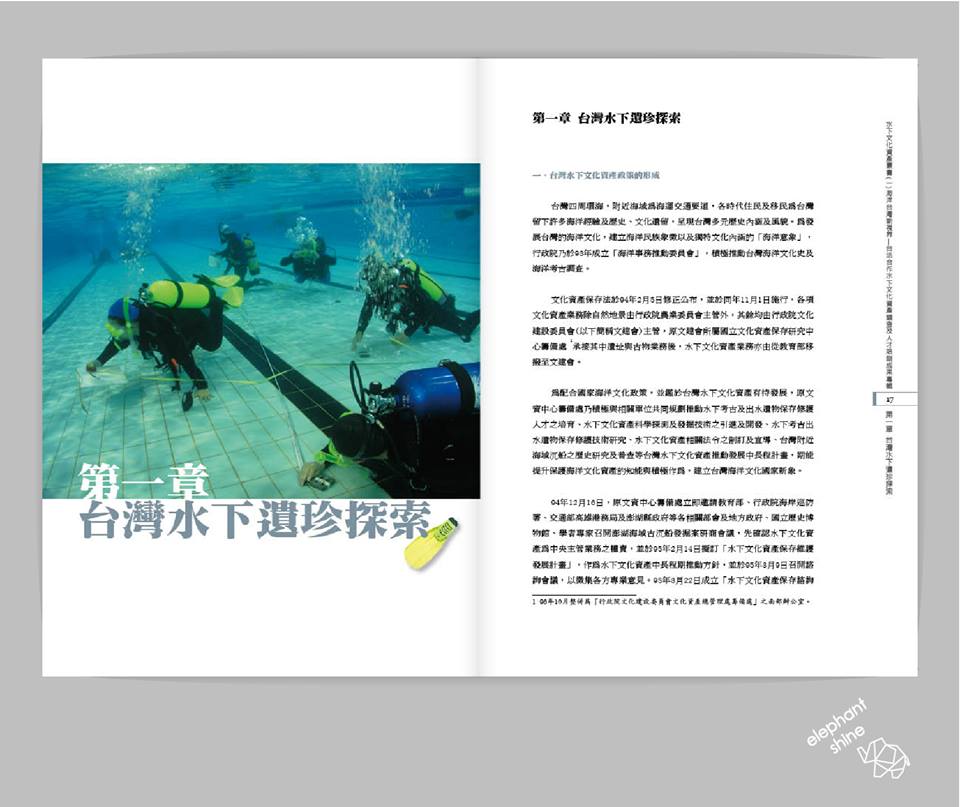 第一章
台灣水下遺珍探索
第一章 台灣水下遺珍探索
一、台灣水下文化資產政策的形成
台灣四周環海，附近海域為海運交通要道，各時代住民及移民為台灣
留下許多海洋經驗及歷史、文化遺留，呈現台灣多元歷史內涵及風貌。為發
展台灣的海洋文化，建立海洋民族象徵以及獨特文化內涵的「海洋意象」，
行政院乃於93年成立「海洋事務推動委員會」，積極推動台灣海洋文化史及
海洋考古調查。
文化資產保存法於94年2月5日修正公布，並於同年11月1日施行，各項
文化資產業務除自然地景由行政院農業委員會主管外，其餘均由行政院文化
建設委員會(以下簡稱文建會)主管，原文建會所屬國立文化資產保存研究中
心籌備處1承接其中遺址與古物業務後，水下文化資產業務亦由從教育部移
撥至文建會。
為配合國家海洋文化政策，並鑑於台灣水下文化資產有待發展，原文
資中心籌備處乃積極與相關單位共同規劃推動水下考古及出水遺物保存修護
人才之培育、水下文化資產科學探測及發掘技術之引進及開發、水下考古出
水遺物保存修護技術研究、水下文化資產相關法令之制訂及宣導、台灣附近
海域沉船之歷史研究及普查等台灣水下文化資產推動發展中長程計畫，期能
提升保護海洋文化資產的知能與積極作為，建立台灣海洋文化國家新象。
94年12月16日，原文資中心籌備處立即邀請教育部、行政院海岸巡防
署、交通部高雄港務局及澎湖縣政府等各相關部會及地方政府、國立歷史博
物館、學者專家召開澎湖海域古沉船發掘案研商會議，先確認水下文化資
產為中央主管業務之權責，並於95年2月14日擬訂「水下文化資產保存維護
發展計畫」，作為水下文化資產中長程期推動方針，並於95年3月9日召開諮
詢會議，以徵集各方專業意見。95年3月22日成立「水下文化資產保存諮詢
1 96年10月整併為「行政院文化建設委員會文化資產總管理處籌備處」之南部辦公室。
水下文化資產叢書(一) 海洋台灣新視界—台法合作水下文化資產調查及人才培訓成果專輯
17
第一章 台灣水下遺珍探索
elephant
shine